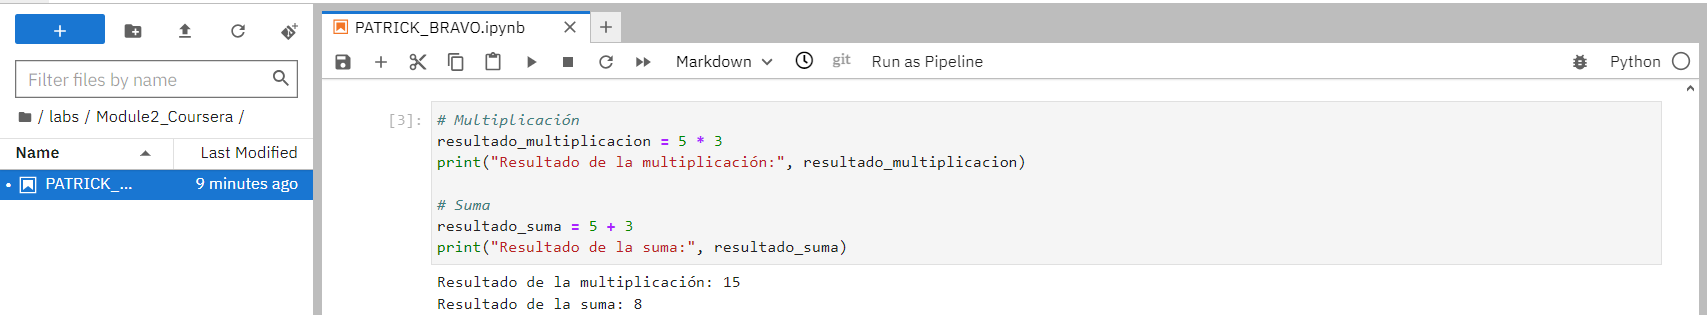 Filter files by name
/ labs / Module2_Coursera /
Name Last Modified
PATRICK_... 9 minutes ago
PATRICK_BRAVO.ipynb
Markdown git Run as Pipeline Python
[3]: # Multiplicación
resultado_multiplicacion = 5 * 3
print("Resultado de la multiplicación:", resultado_multiplicacion)
# Suma
resultado_suma = 5 + 3
print("Resultado de la suma:", resultado_suma)
Resultado de la multiplicación: 15
Resultado de la suma: 8